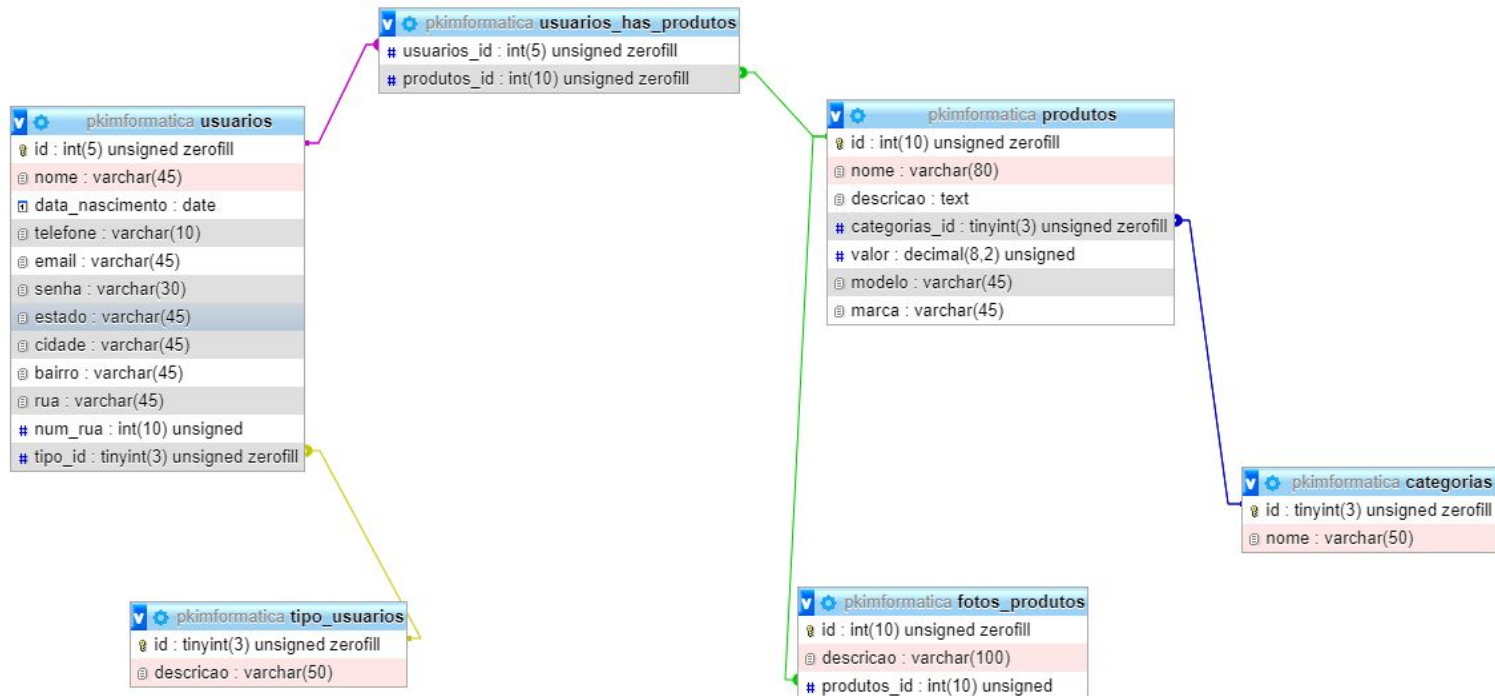 pkimformatica usuarios_has_produtos
usuarios_id : int(5) unsigned zerofill
produtos_id : int(10) unsigned zerofill
pkimformatica usuarios
id : int(5) unsigned zerofill
nome : varchar(45)
data_nascimento : date
telefone : varchar(10)
email : varchar(45)
senha : varchar(30)
estado : varchar(45)
cidade : varchar(45)
bairro : varchar(45)
rua : varchar(45)
num_rua : int(10) unsigned
tipo_id : tinyint(3) unsigned zerofill
pkimformatica produtos
id : int(10) unsigned zerofill
nome : varchar(80)
descricao : text
categorias_id : tinyint(3) unsigned zerofill
valor : decimal(8,2) unsigned
modelo : varchar(45)
marca : varchar(45)
pkimformatica categorias
id : tinyint(3) unsigned zerofill
nome : varchar(50)
pkimformatica tipo_usuarios
id : tinyint(3) unsigned zerofill
descricao : varchar(50)
pkimformatica fotos_produtos
id : int(10) unsigned zerofill
descricao : varchar(100)
produtos_id : int(10) unsigned